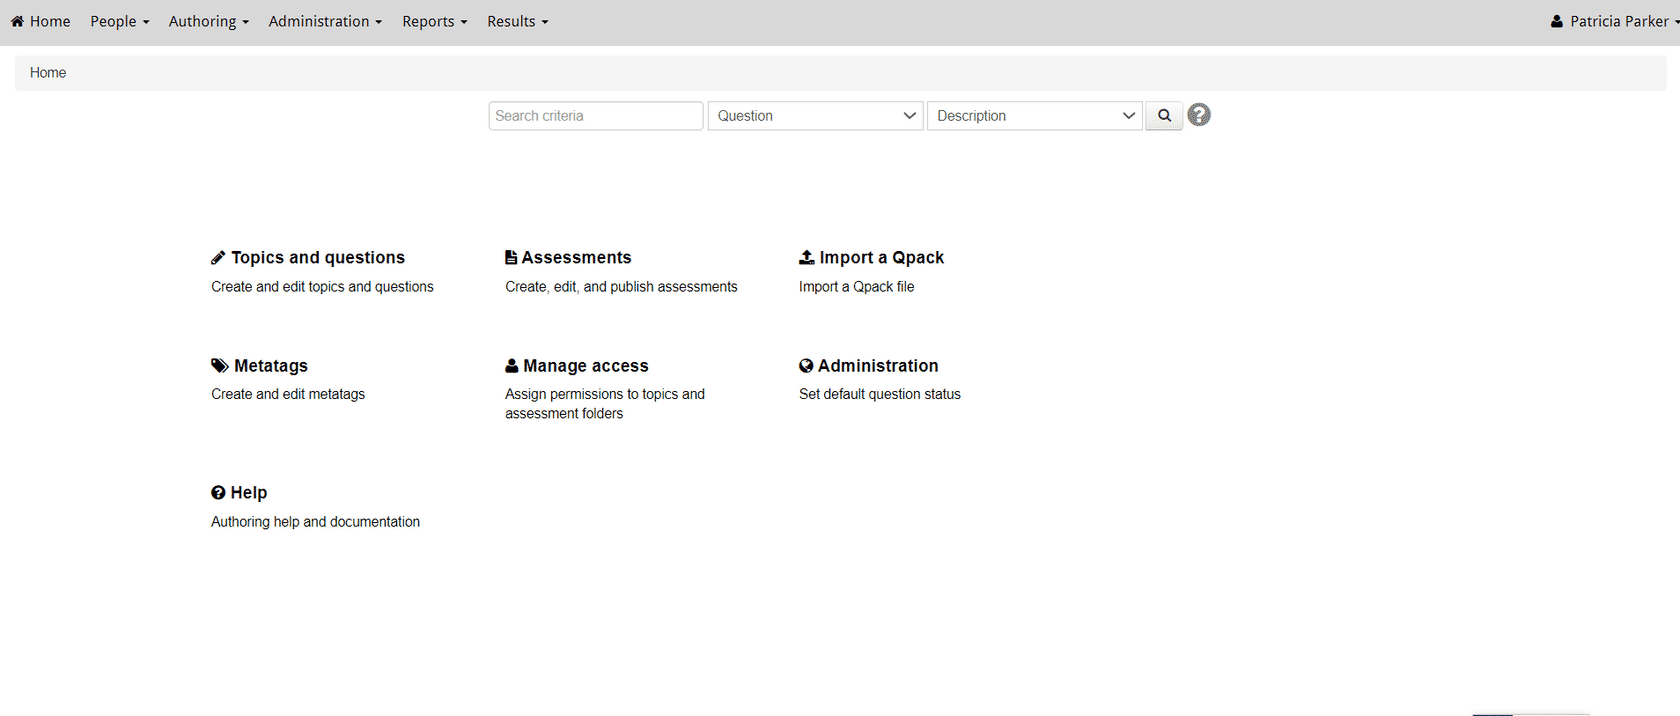 Home People Authoring Administration Reports Results Patricia Parker
Home
Search criteria Question Description
Topics and questions
Create and edit topics and questions
Assessments
Create, edit, and publish assessments
Import a Qpack
Import a Qpack file
Metatags
Create and edit metatags
Manage access
Assign permissions to topics and
assessment folders
Administration
Set default question status
Help
Authoring help and documentation